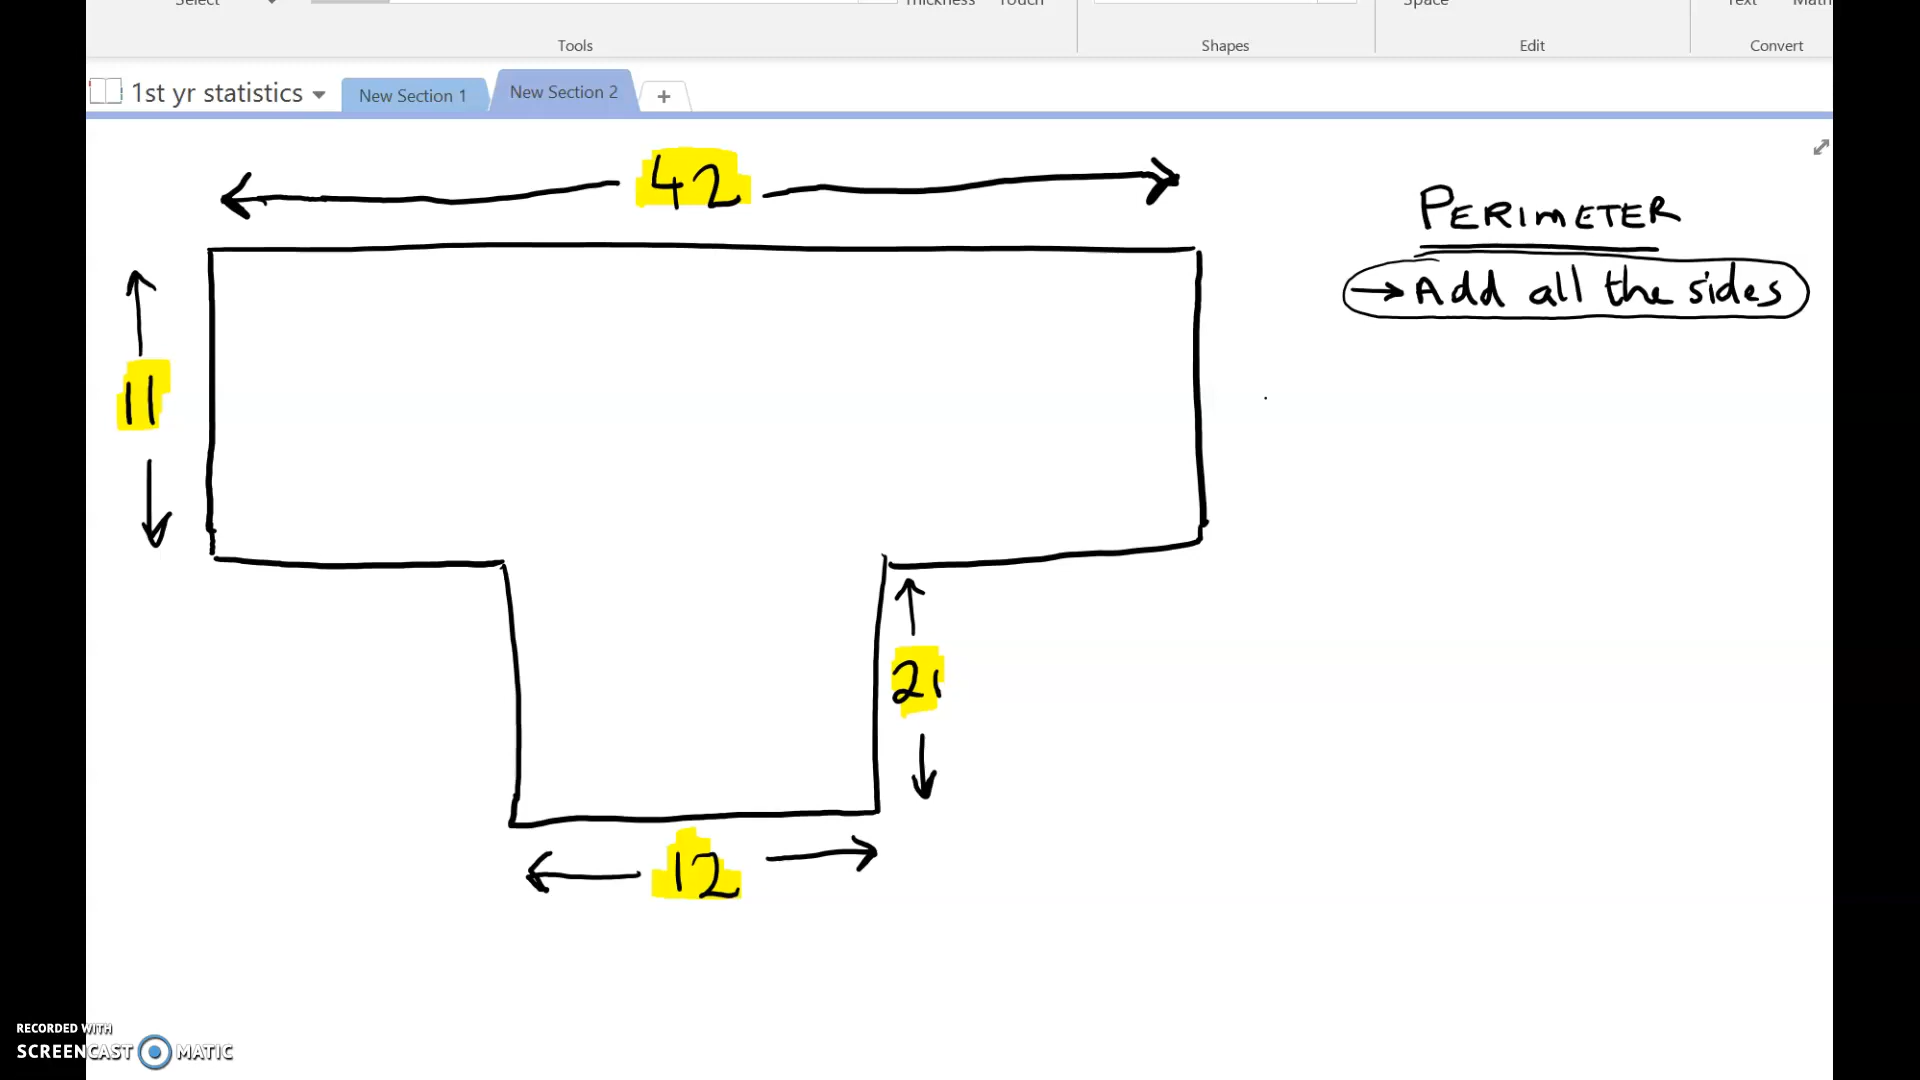 Tools
Shapes
Edit
Convert
1st yr statistics
New Section 1
New Section 2
+
42
PERIMETER
→ Add all the sides
11
21
12
RECORDED WITH
SCREENCAST MATIC